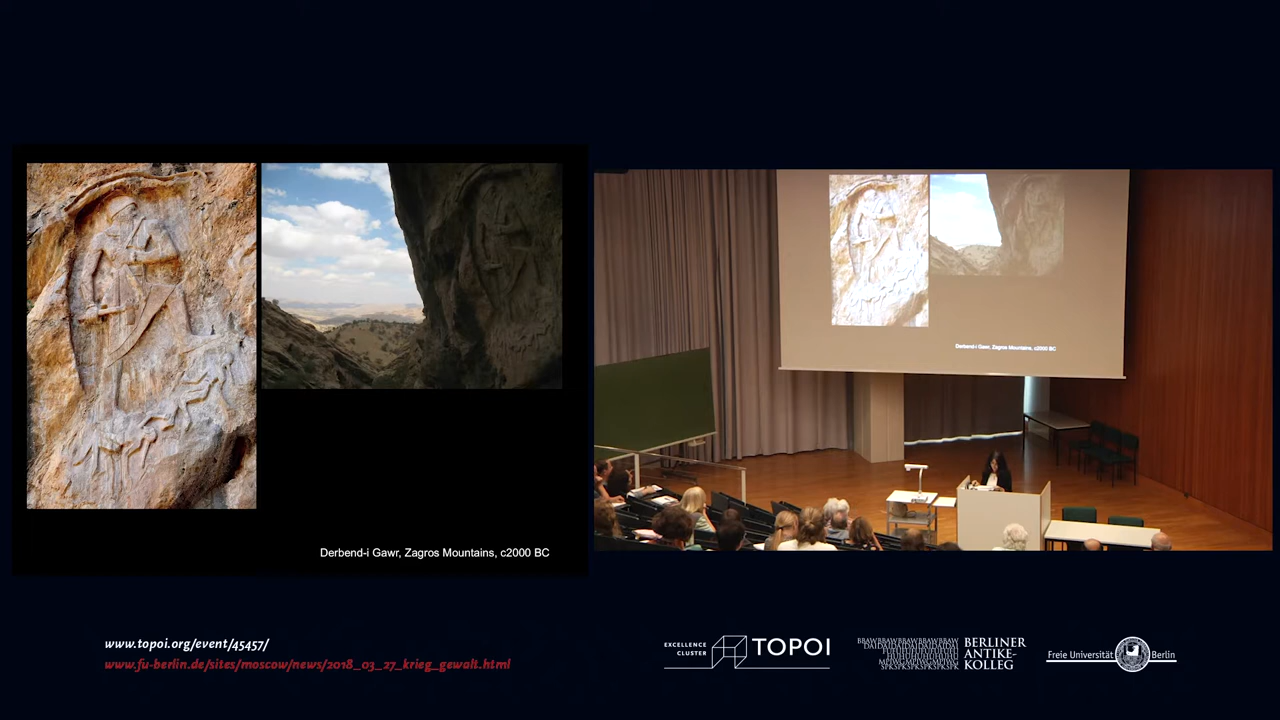 Derbend-i Gawr, Zagros Mountains, c2000 BC
Derbend-i Gawr, Zagros Mountains, c2000 BC
www.topoi.org/event/45457/
www.fu-berlin.de/sites/moscow/news/2018_03_27_krieg_gewalt.html
EXCELLENCE
CLUSTER
TOPOI
BERLINER
ANTIKE-
KOLLEG
Freie Universität Berlin